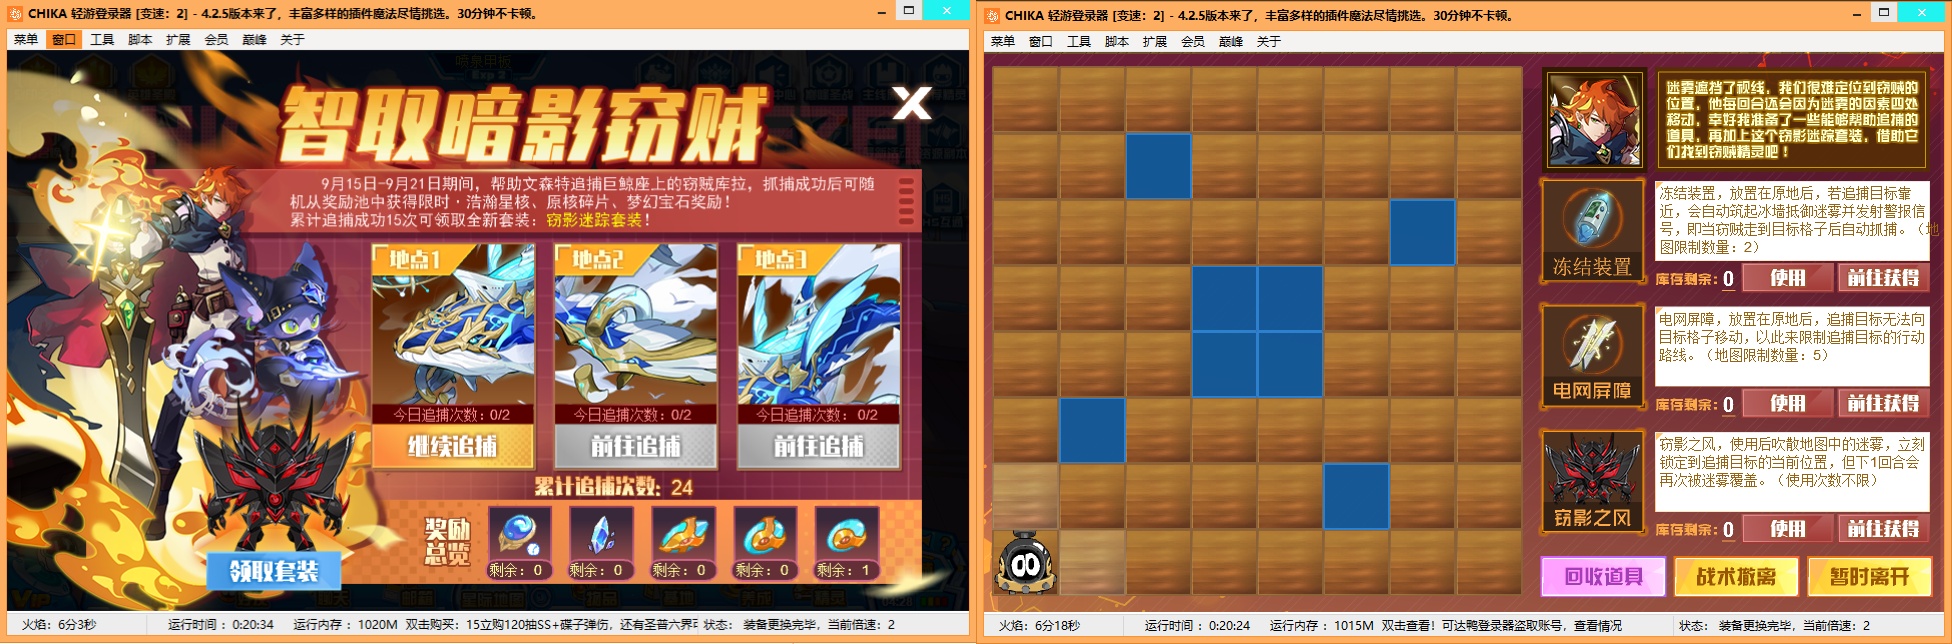 CHIKA 轻游登录器 [变速：2] - 4.2.5版本来了，丰富多样的插件魔法尽情挑选。30分钟不卡顿。
菜单 窗口 工具 脚本 扩展 会员 巅峰 关于
智取暗影窃贼
9月15日-9月21日期间，帮助文森特追捕巨鲸座上的窃贼库拉，抓捕成功后可随
机从奖励池中获得限时·浩瀚星核、原核碎片、梦幻宝石奖励！
累计追捕成功15次可领取全新套装：窃影迷踪套装！
地点1 地点2 地点3
今日追捕次数：0/2 今日追捕次数：0/2 今日追捕次数：0/2
继续追捕 前往追捕 前往追捕
累计追捕次数：24
奖励
总览
剩余：0 剩余：0 剩余：0 剩余：0 剩余：1
领取套装
火焰：6分3秒 运行时间：0:20:34 运行内存：1020M 双击购买：15立购120抽SS+碟子弹伤，还有圣普六界 状态： 装备更换完毕，当前倍速：2
CHIKA 轻游登录器 [变速：2] - 4.2.5版本来了，丰富多样的插件魔法尽情挑选。30分钟不卡顿。
菜单 窗口 工具 脚本 扩展 会员 巅峰 关于
迷雾遮挡了视线，我们很难定位到窃贼的
位置，他每回合还会因为迷雾的因素四处
移动，幸好我准备了一些能够帮助追捕的
道具，再加上这个窃影迷踪套装，借助它
们找到窃贼精灵吧！
冻结装置，放置在原地后，若追捕目标靠
近，会自动筑起冰墙抵御迷雾并发射警报信
号，即当窃贼走到目标格子后自动抓捕。（地
图限制数量：2）
冻结装置
库存剩余：0 使用 前往获得
电网屏障，放置在原地后，追捕目标无法向
目标格子移动，以此来限制追捕目标的行动
路线。（地图限制数量：5）
电网屏障
库存剩余：0 使用 前往获得
窃影之风，使用后吹散地图中的迷雾，立刻
锁定到追捕目标的当前位置，但下1回合会
再次被迷雾覆盖。（使用次数不限）
窃影之风
库存剩余：0 使用 前往获得
回收道具 战术撤离 暂时离开
火焰：6分18秒 运行时间：0:20:24 运行内存：1015M 双击查看！可达鸭登录器盗取账号，查看情况 状态： 装备更换完毕，当前倍速：2